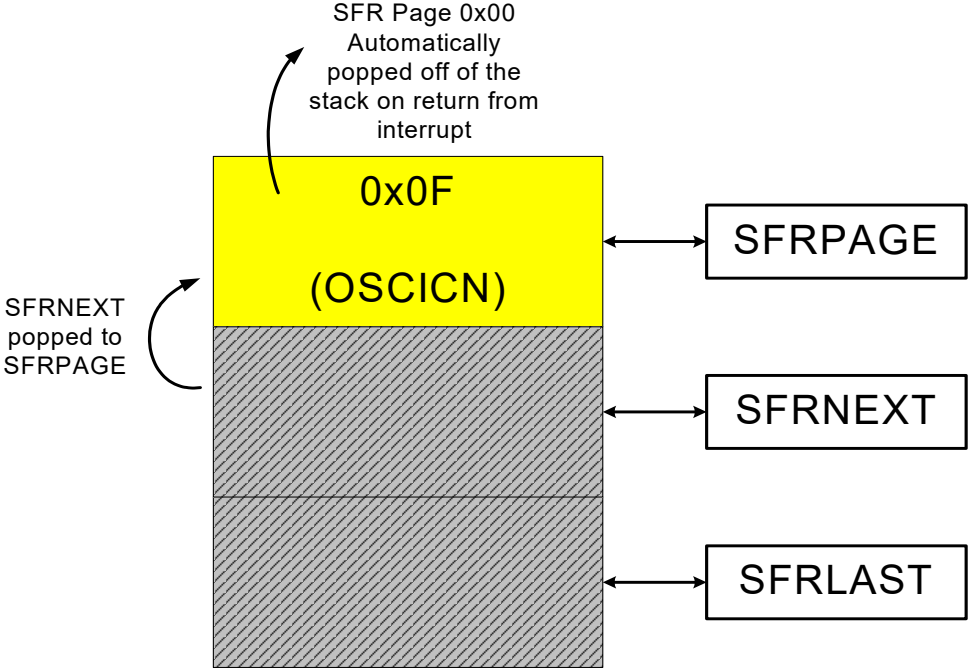 SFR Page 0x00
Automatically
popped off of the
stack on return from
interrupt
0x0F
(OSCICN)
SFRPAGE
SFRNEXT
popped to
SFRPAGE
SFRNEXT
SFRLAST